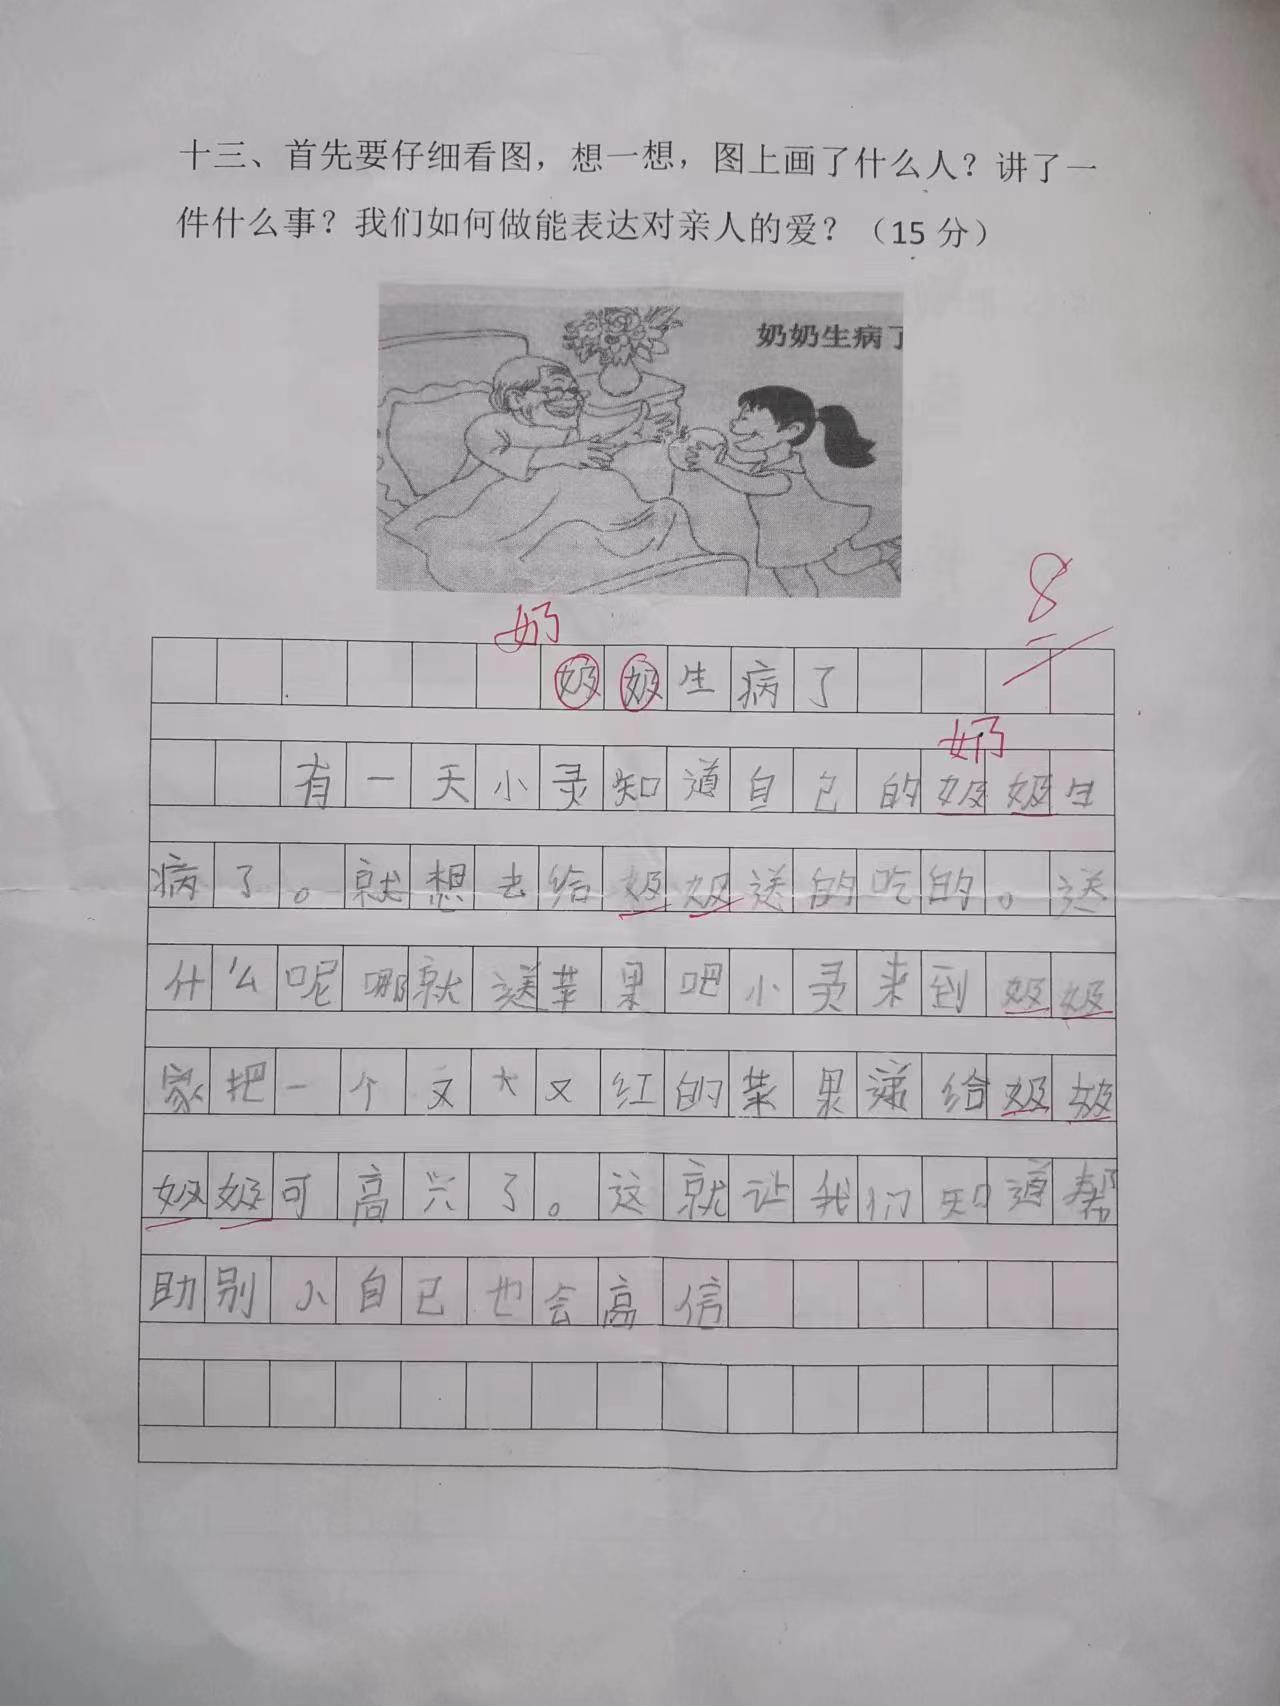 十三、首先要仔细看图，想一想，图上画了什么人？讲了一
件什么事？我们如何做能表达对亲人的爱？（15 分）
奶奶生病了
8
奶
奶奶生病了
奶
有一天小灵知道自己的奶奶生
病了。就想去给奶奶送的吃的。送
什么呢哪就送苹果吧小灵来到奶奶
家把一个又大又红的苹果递给奶奶
奶奶可高兴了。这就让我们知道帮
助别小自己也会高信